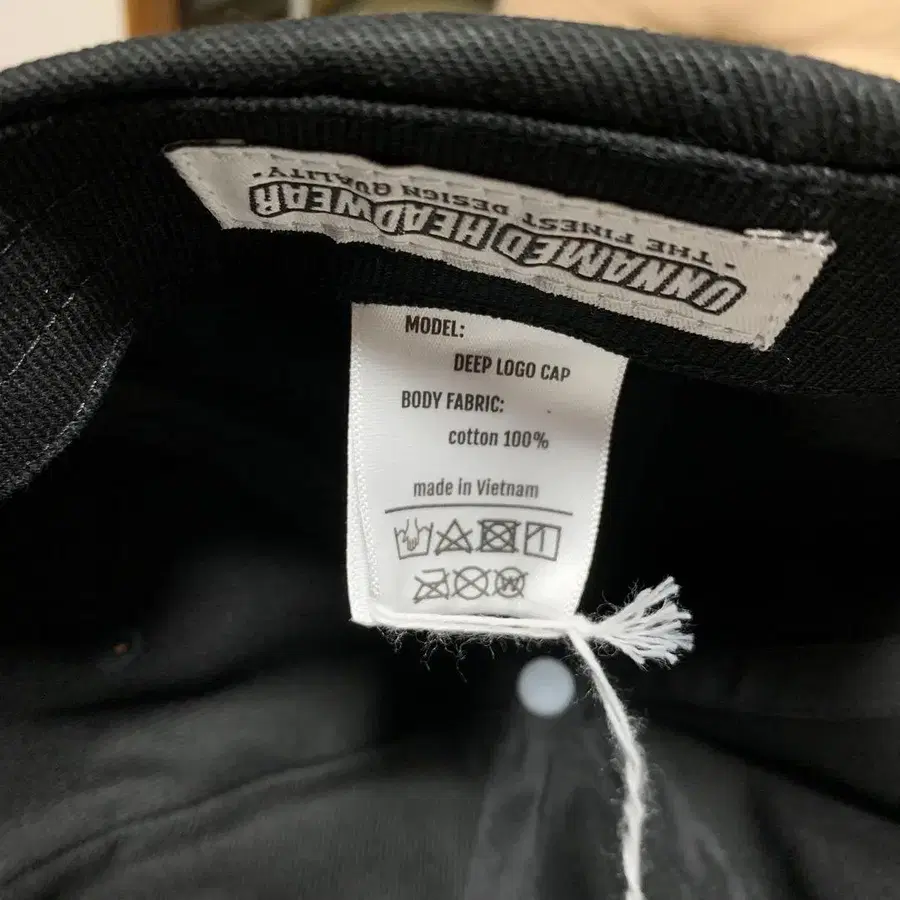 UNNAMED HEADWEAR
• THE FINEST DESIGN QUALITY •
MODEL:
DEEP LOGO CAP
BODY FABRIC:
cotton 100%
made in Vietnam
W